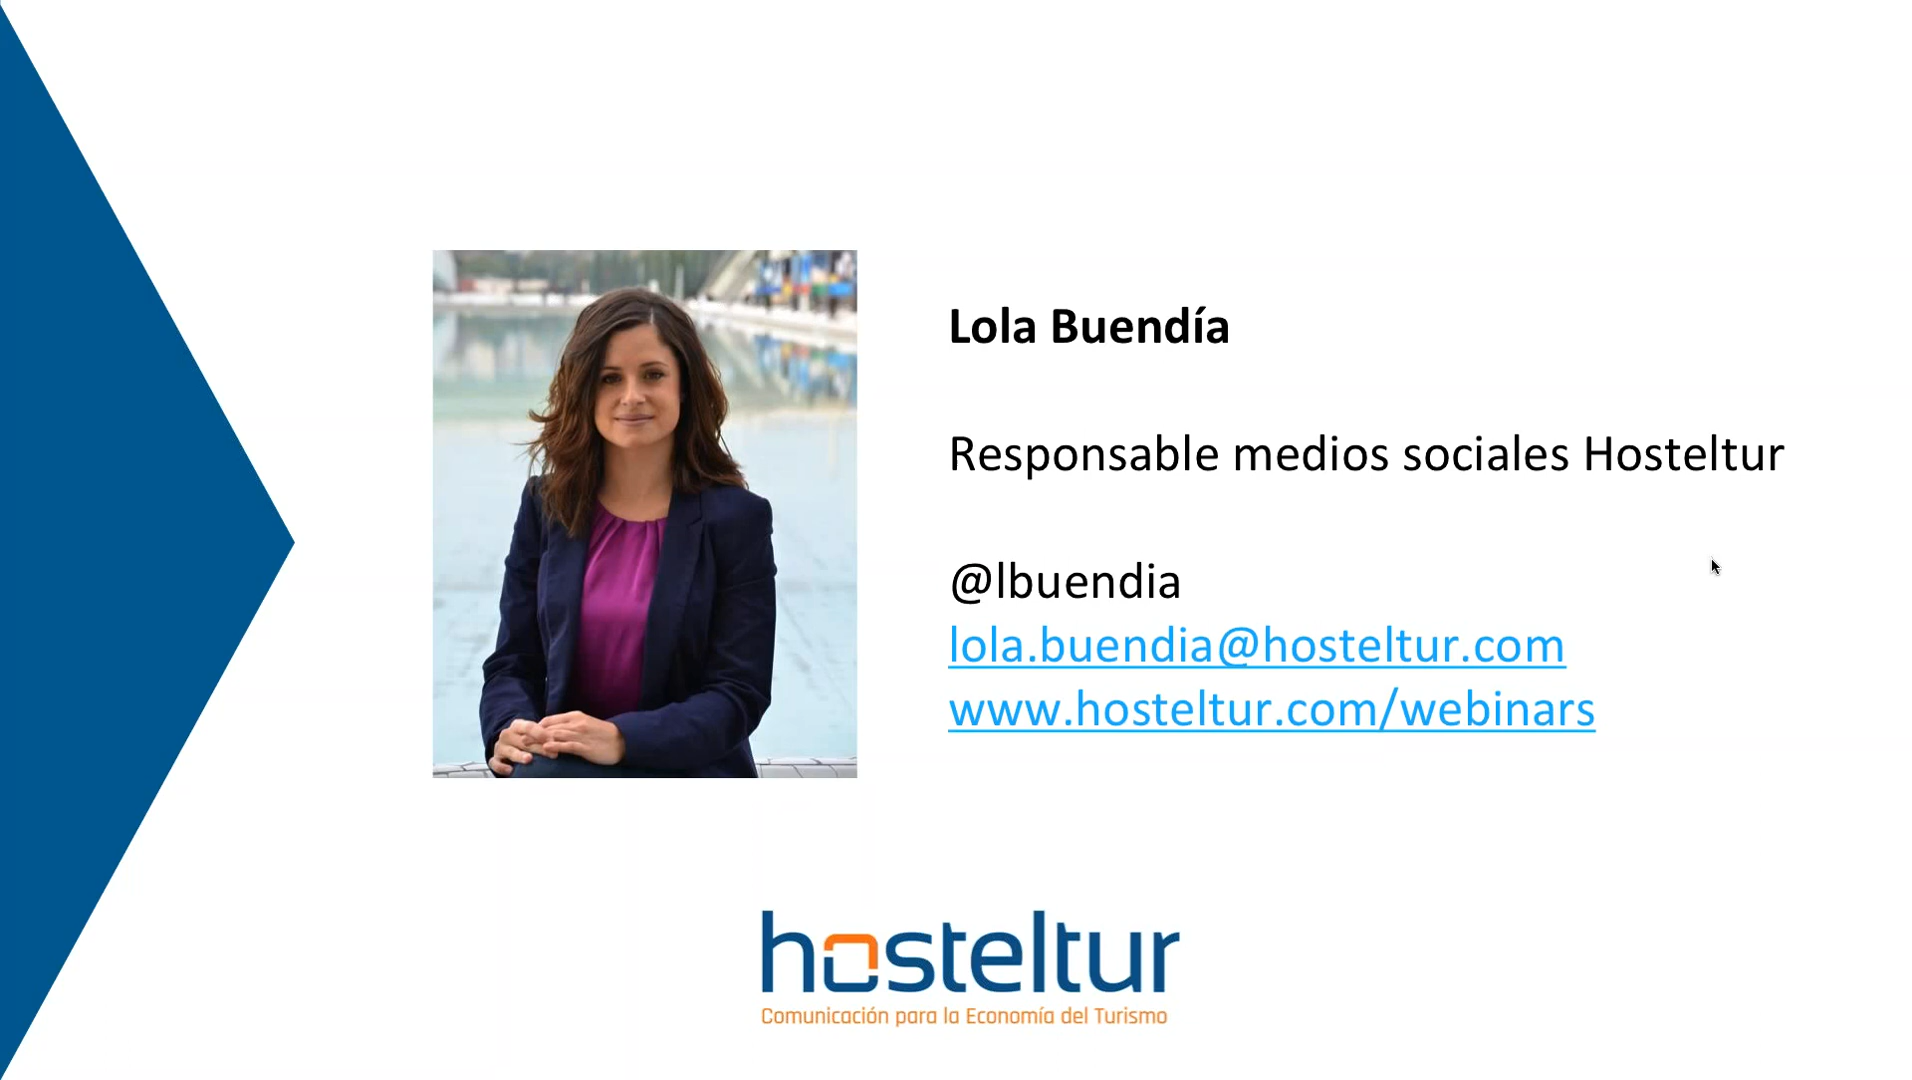 Lola Buendía
Responsable medios sociales Hosteltur
@lbuendia
lola.buendia@hosteltur.com
www.hosteltur.com/webinars
hosteltur
Comunicación para la Economía del Turismo